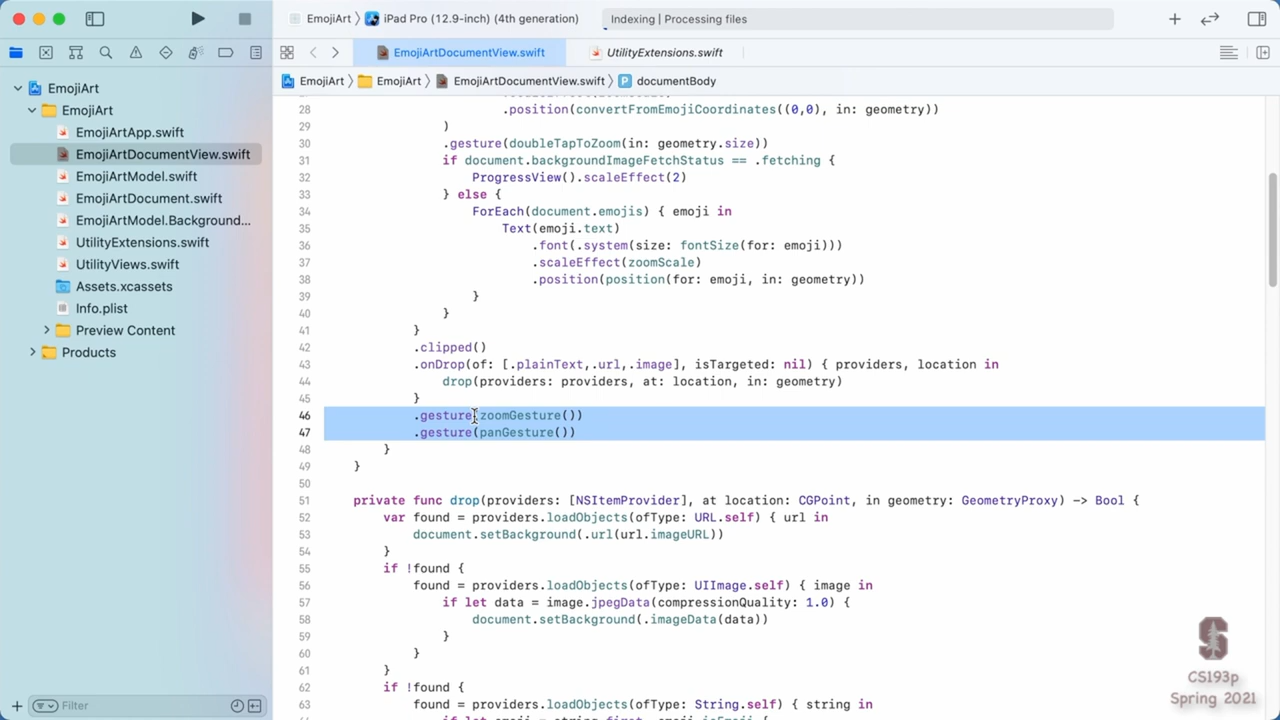 EmojiArt
iPad Pro (12.9-inch) (4th generation)
Indexing | Processing files
EmojiArtDocumentView.swift
UtilityExtensions.swift
EmojiArt
EmojiArt
EmojiArtDocumentView.swift
documentBody
EmojiArt
EmojiArt
EmojiArtApp.swift
EmojiArtDocumentView.swift
EmojiArtModel.swift
EmojiArtDocument.swift
EmojiArtModel.Background...
UtilityExtensions.swift
UtilityViews.swift
Assets.xcassets
Info.plist
Preview Content
Products
Filter
28 .position(convertFromEmojiCoordinates((0,0), in: geometry))
29 )
30 .gesture(doubleTapToZoom(in: geometry.size))
31 if document.backgroundImageFetchStatus == .fetching {
32 ProgressView().scaleEffect(2)
33 } else {
34 ForEach(document.emojis) { emoji in
35 Text(emoji.text)
36 .font(.system(size: fontSize(for: emoji)))
37 .scaleEffect(zoomScale)
38 .position(position(for: emoji, in: geometry))
39 }
40 }
41 }
42 .clipped()
43 .onDrop(of: [.plainText,.url,.image], isTargeted: nil) { providers, location in
44 drop(providers: providers, at: location, in: geometry)
45 }
46 .gesture(zoomGesture())
47 .gesture(panGesture())
48 }
49 }
50
51 private func drop(providers: [NSItemProvider], at location: CGPoint, in geometry: GeometryProxy) -> Bool {
52 var found = providers.loadObjects(ofType: URL.self) { url in
53 document.setBackground(.url(url.imageURL))
54 }
55 if !found {
56 found = providers.loadObjects(ofType: UIImage.self) { image in
57 if let data = image.jpegData(compressionQuality: 1.0) {
58 document.setBackground(.imageData(data))
59 }
60 }
61 }
62 if !found {
63 found = providers.loadObjects(ofType: String.self) { string in
CS193p
Spring 2021